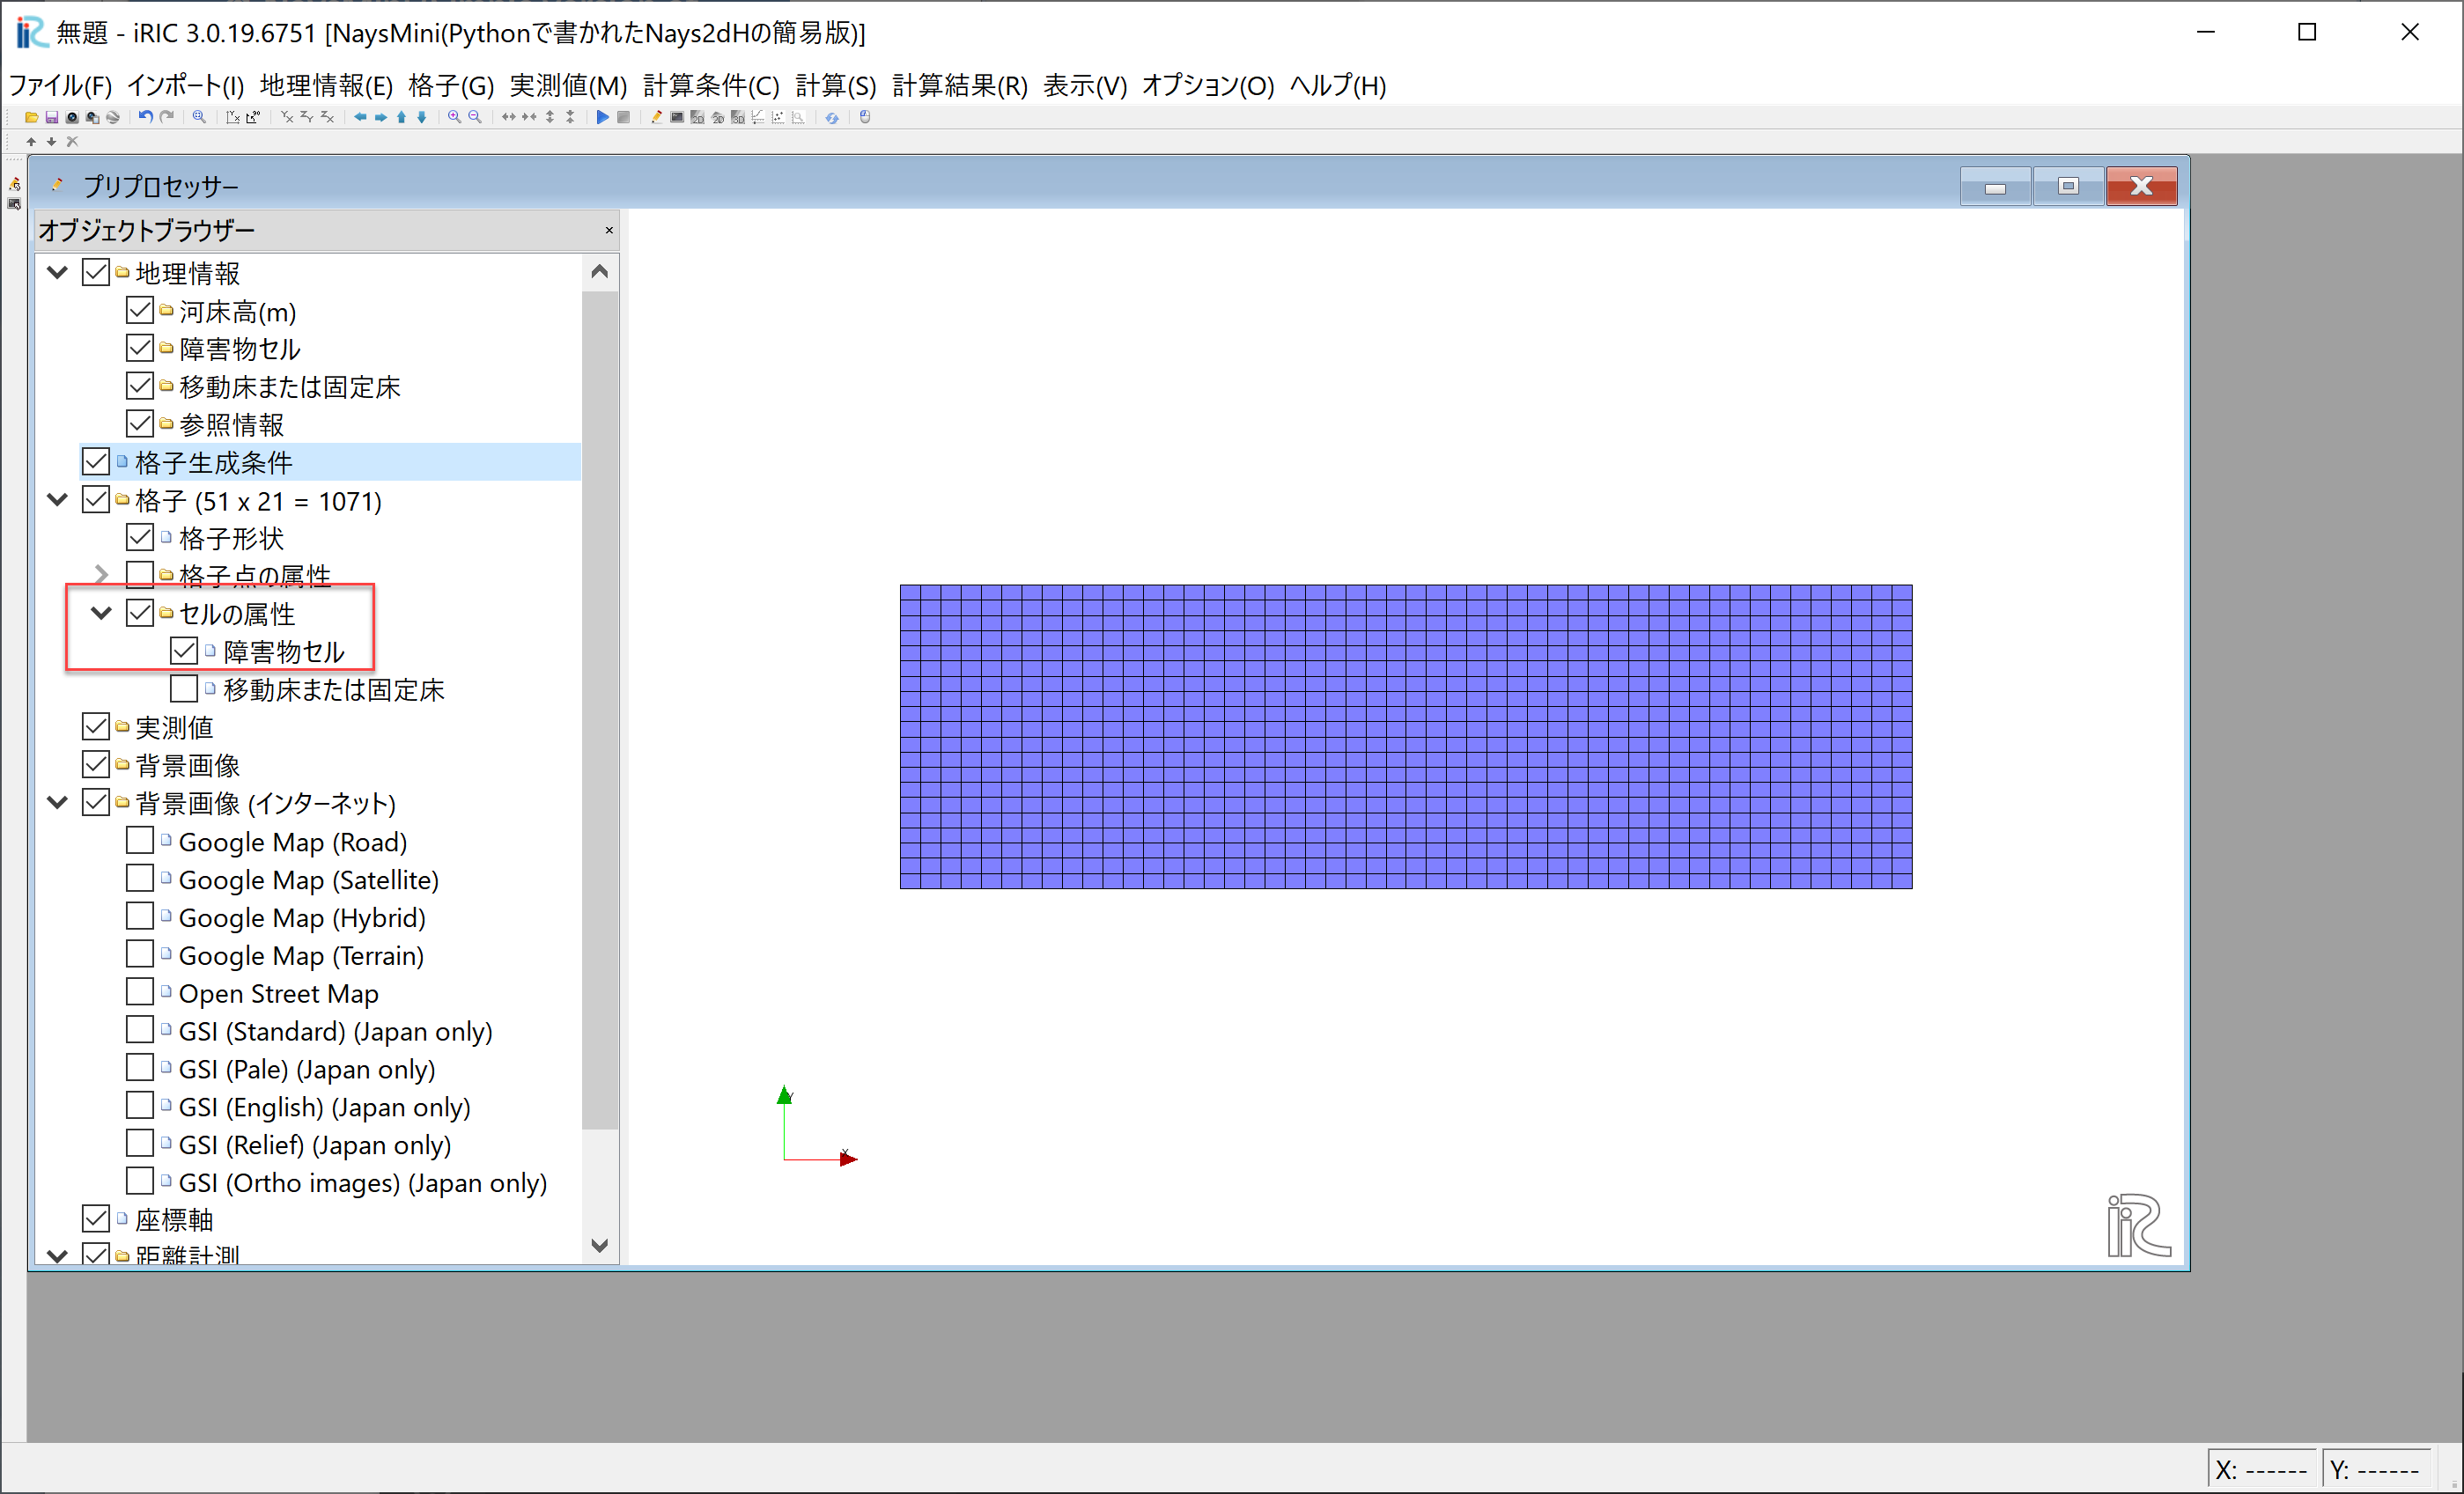 無題 - iRIC 3.0.19.6751 [NaysMini(Pythonで書かれたNays2dHの簡易版)]
ファイル(F) インポート(I) 地理情報(E) 格子(G) 実測値(M) 計算条件(C) 計算(S) 計算結果(R) 表示(V) オプション(O) ヘルプ(H)
プリプロセッサー
オブジェクトブラウザー
地理情報
河床高(m)
障害物セル
移動床または固定床
参照情報
格子生成条件
格子 (51 x 21 = 1071)
格子形状
格子点の属性
セルの属性
障害物セル
移動床または固定床
実測値
背景画像
背景画像 (インターネット)
Google Map (Road)
Google Map (Satellite)
Google Map (Hybrid)
Google Map (Terrain)
Open Street Map
GSI (Standard) (Japan only)
GSI (Pale) (Japan only)
GSI (English) (Japan only)
GSI (Relief) (Japan only)
GSI (Ortho images) (Japan only)
座標軸
距離計測
Y
X
iRIC
X: ------ Y: ------